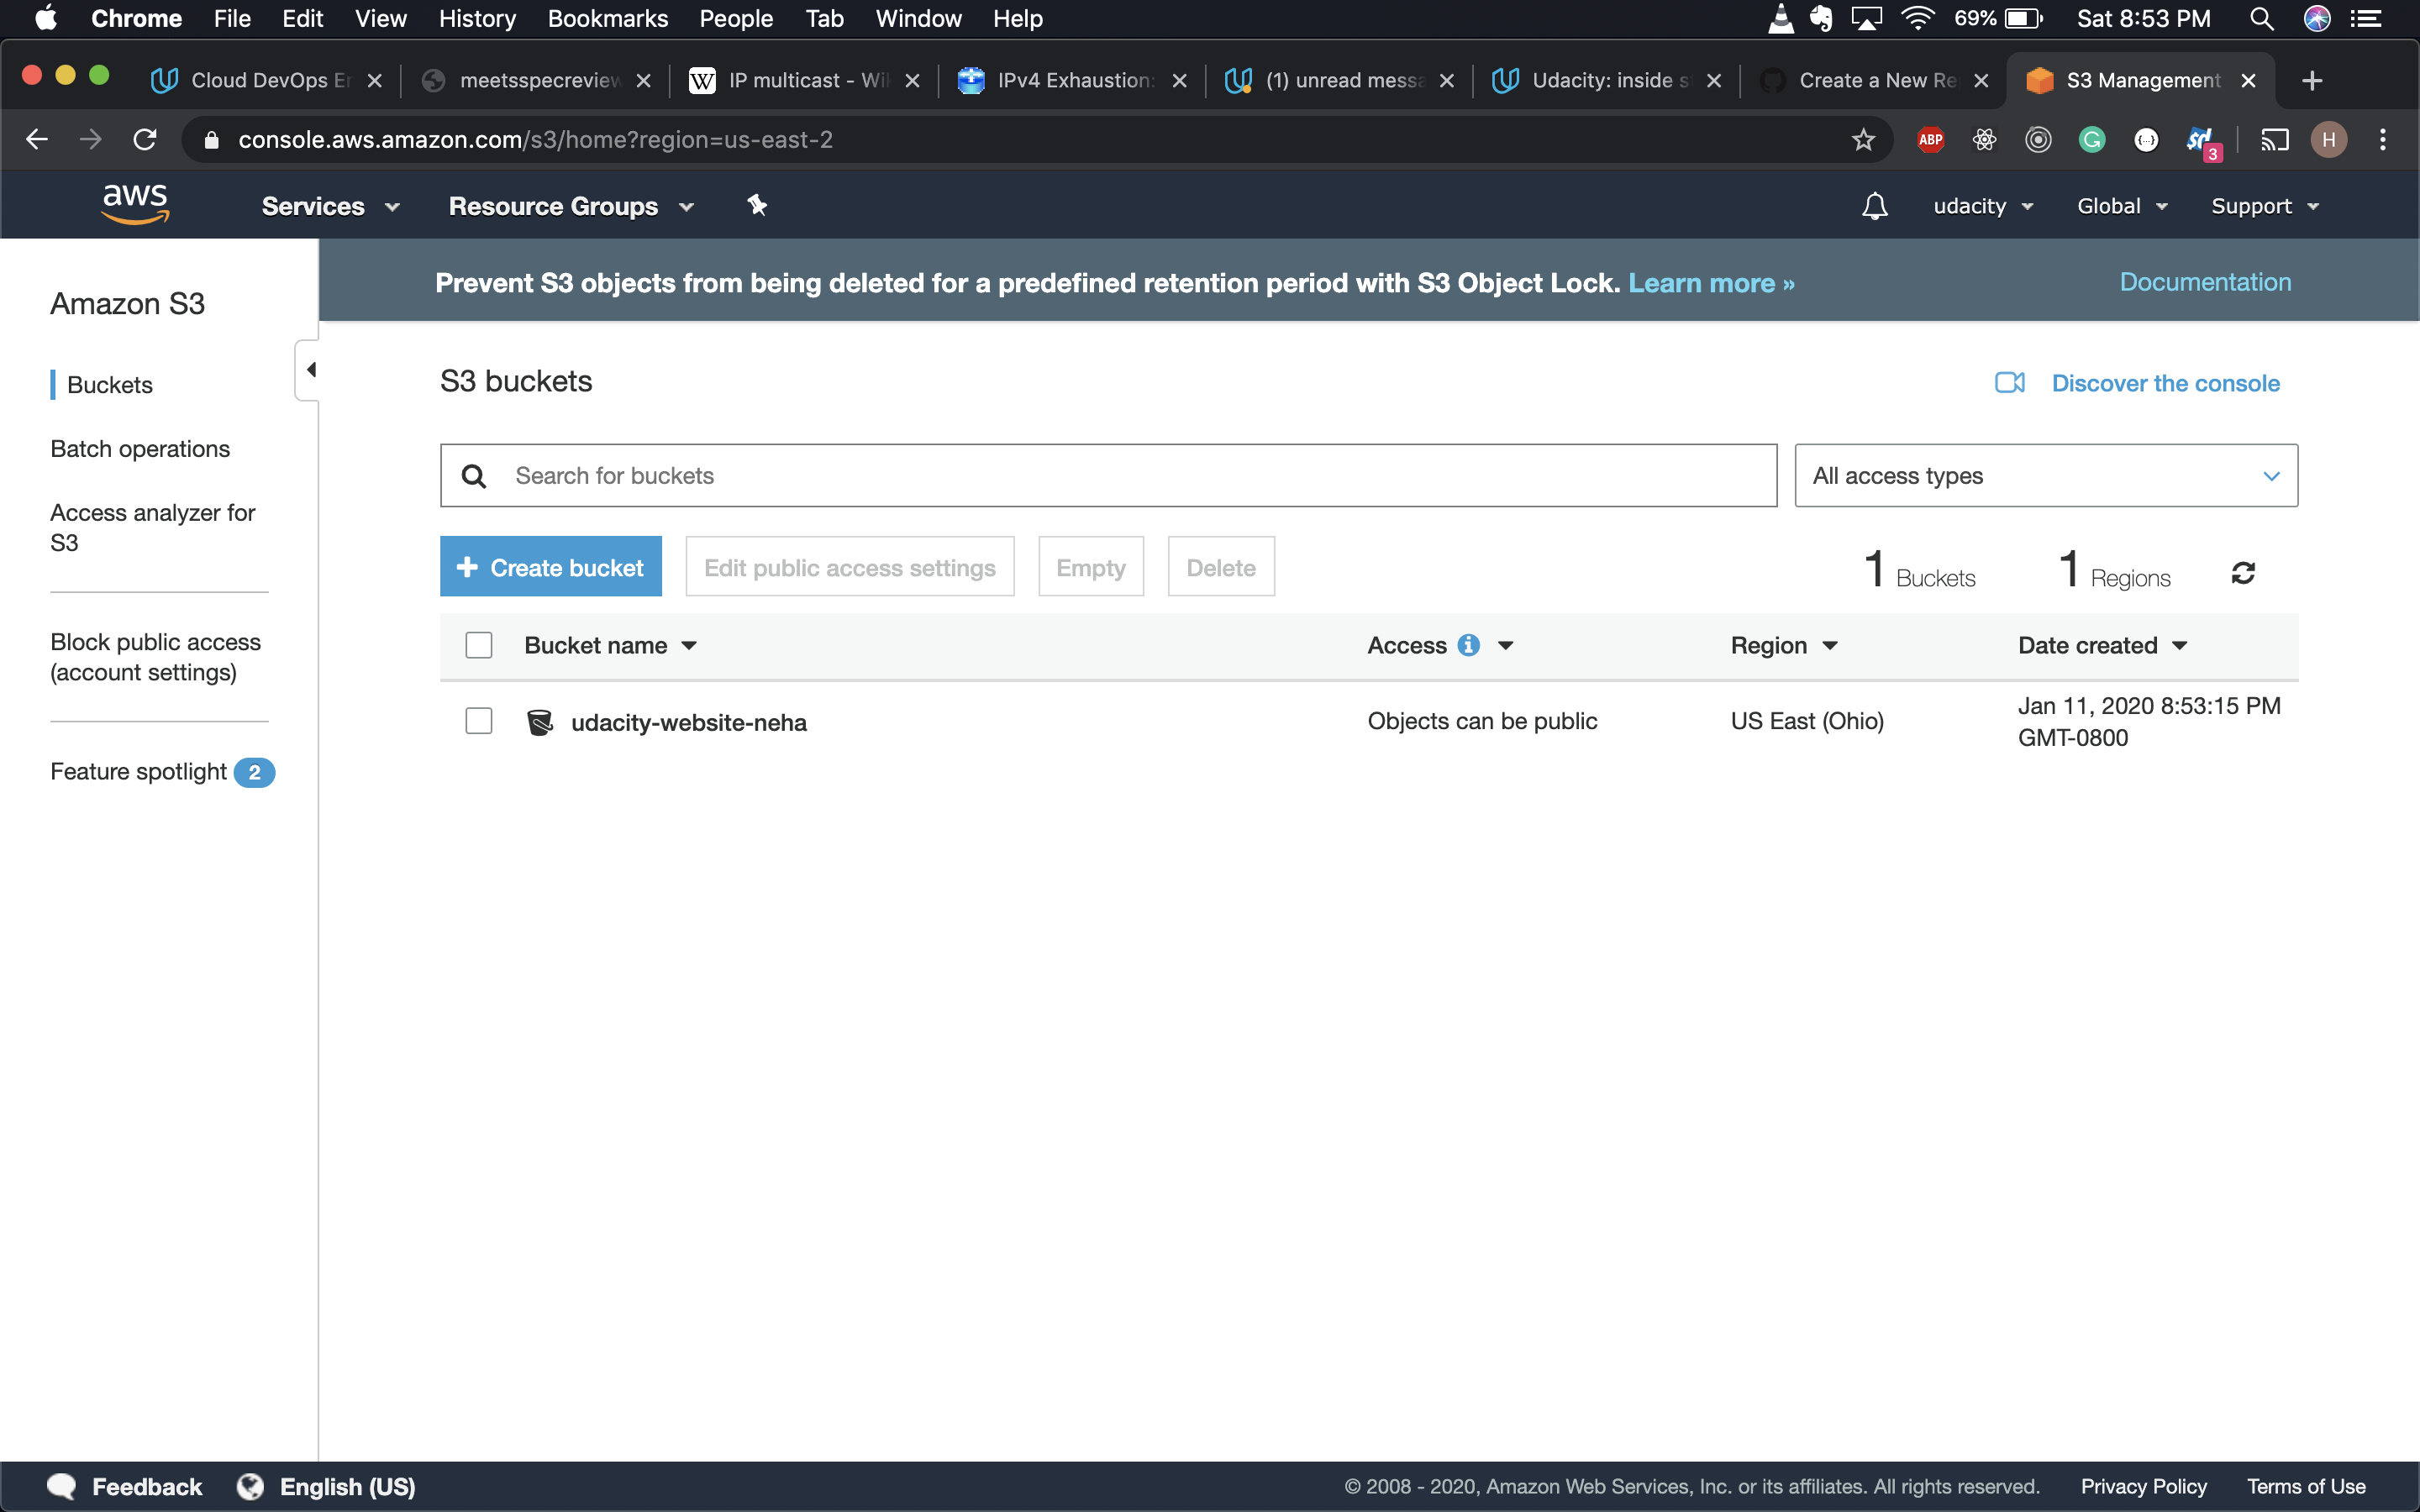 Chrome File Edit View History Bookmarks People Tab Window Help 69% Sat 8:53 PM
Cloud DevOps En meetsspecreview W IP multicast - Wi IPv4 Exhaustion: (1) unread messa Udacity: inside s Create a New Re S3 Management
console.aws.amazon.com/s3/home?region=us-east-2 ABP G {...} 3 H
aws Services Resource Groups udacity Global Support
Prevent S3 objects from being deleted for a predefined retention period with S3 Object Lock. Learn more » Documentation
Amazon S3
Buckets
Batch operations
Access analyzer for
S3
Block public access
(account settings)
Feature spotlight 2
S3 buckets Discover the console
Search for buckets All access types
+ Create bucket Edit public access settings Empty Delete 1 Buckets 1 Regions
Bucket name Access i Region Date created
udacity-website-neha Objects can be public US East (Ohio) Jan 11, 2020 8:53:15 PM
GMT-0800
Feedback English (US) © 2008 - 2020, Amazon Web Services, Inc. or its affiliates. All rights reserved. Privacy Policy Terms of Use